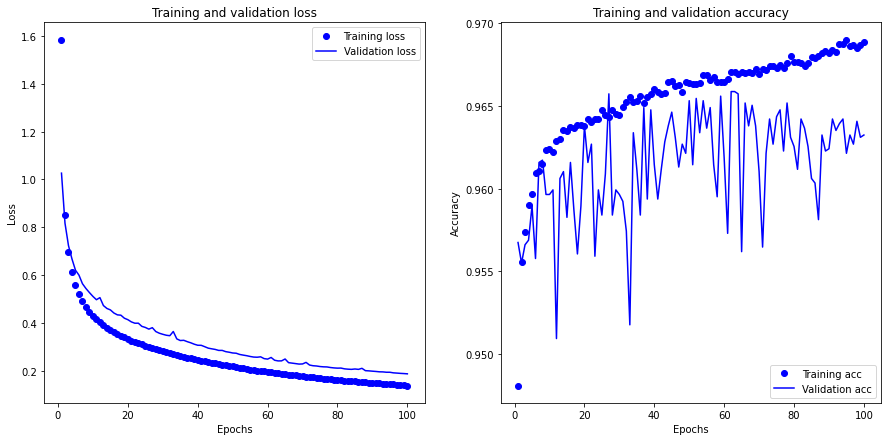 Training and validation loss
Training loss
Validation loss
1.6
1.4
1.2
1.0
0.8
0.6
0.4
0.2
Loss
0
20
40
60
80
100
Epochs
Training and validation accuracy
0.970
0.965
0.960
0.955
0.950
Accuracy
Training acc
Validation acc
0
20
40
60
80
100
Epochs